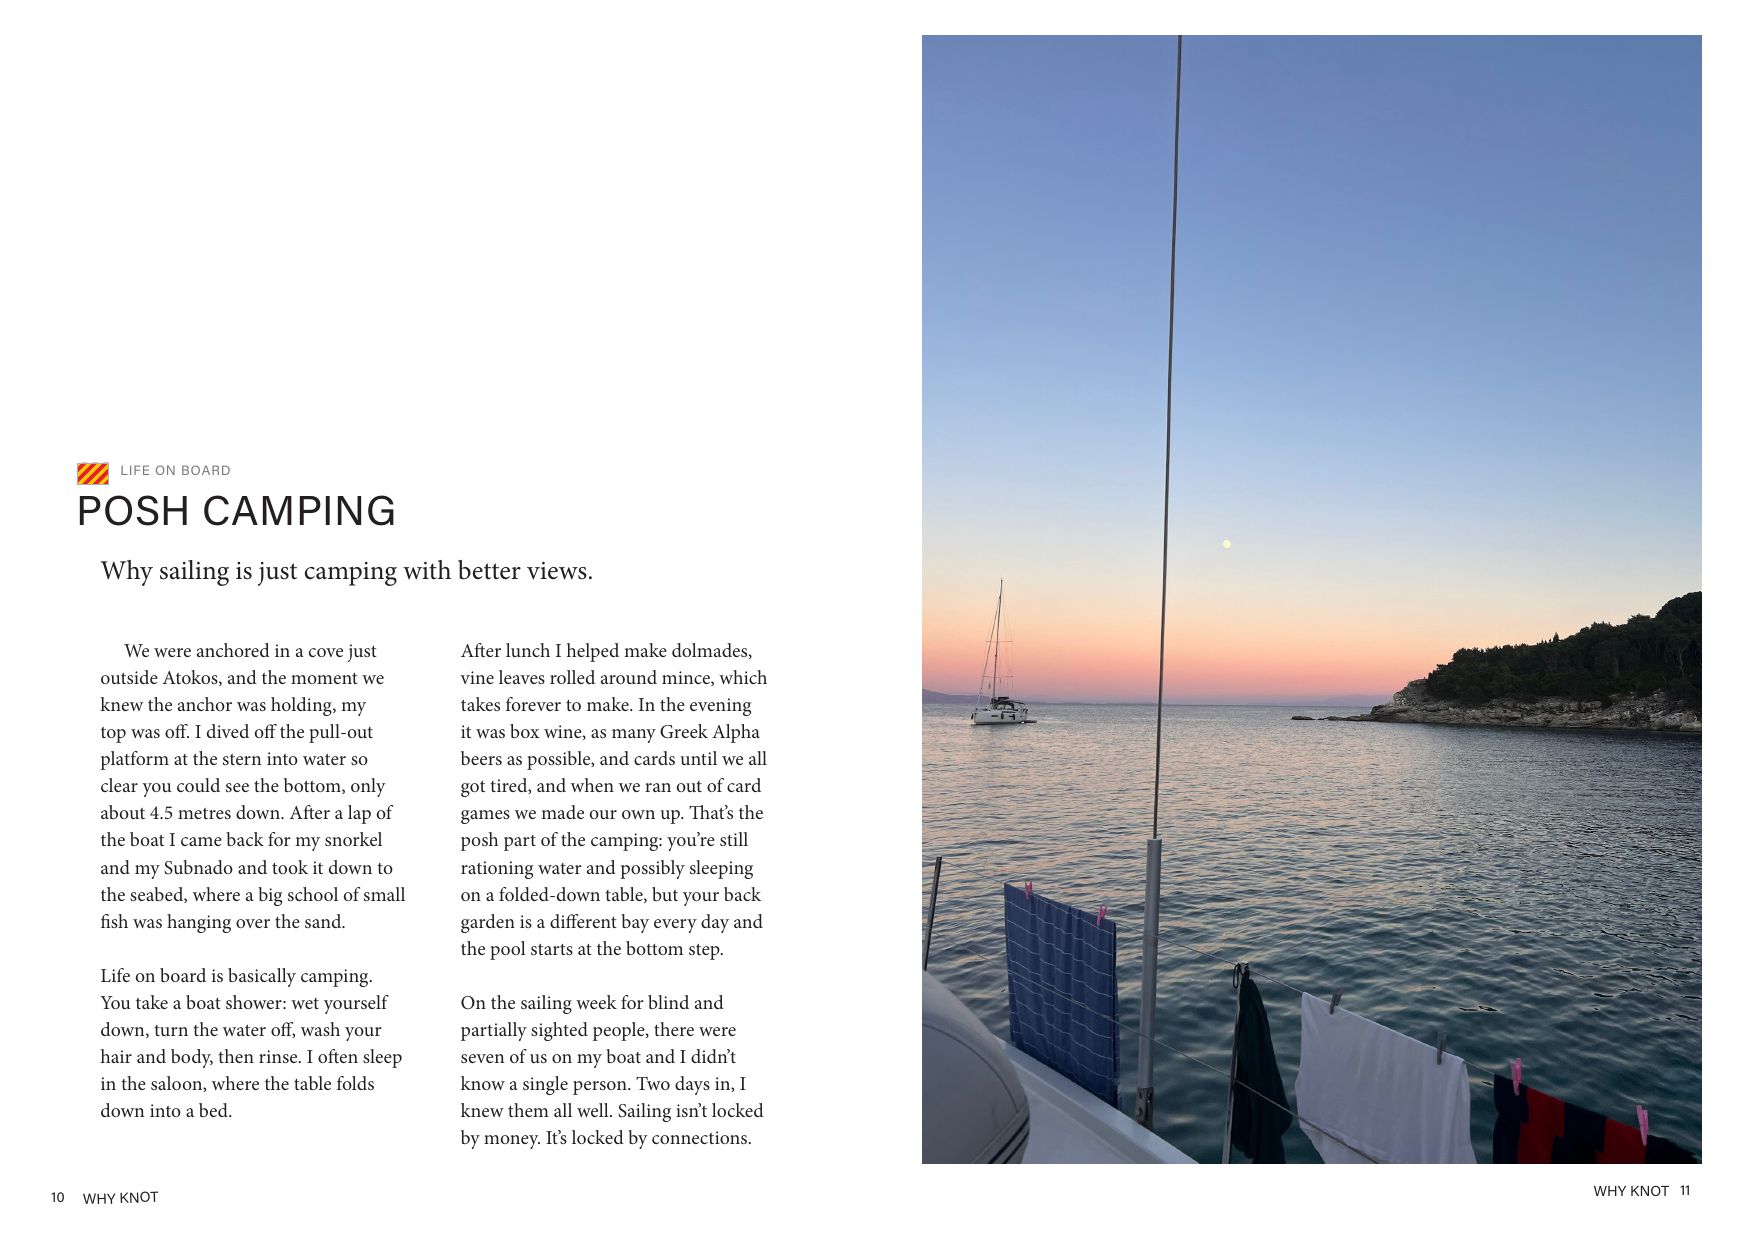 LIFE ON BOARD
POSH CAMPING
Why sailing is just camping with better views.
We were anchored in a cove just
outside Atokos, and the moment we
knew the anchor was holding, my
top was off. I dived off the pull-out
platform at the stern into water so
clear you could see the bottom, only
about 4.5 metres down. After a lap of
the boat I came back for my snorkel
and my Subnado and took it down to
the seabed, where a big school of small
fish was hanging over the sand.
Life on board is basically camping.
You take a boat shower: wet yourself
down, turn the water off, wash your
hair and body, then rinse. I often sleep
in the saloon, where the table folds
down into a bed.
After lunch I helped make dolmades,
vine leaves rolled around mince, which
takes forever to make. In the evening
it was box wine, as many Greek Alpha
beers as possible, and cards until we all
got tired, and when we ran out of card
games we made our own up. That’s the
posh part of the camping: you’re still
rationing water and possibly sleeping
on a folded-down table, but your back
garden is a different bay every day and
the pool starts at the bottom step.
On the sailing week for blind and
partially sighted people, there were
seven of us on my boat and I didn’t
know a single person. Two days in, I
knew them all well. Sailing isn’t locked
by money. It’s locked by connections.
10 WHY KNOT
WHY KNOT 11